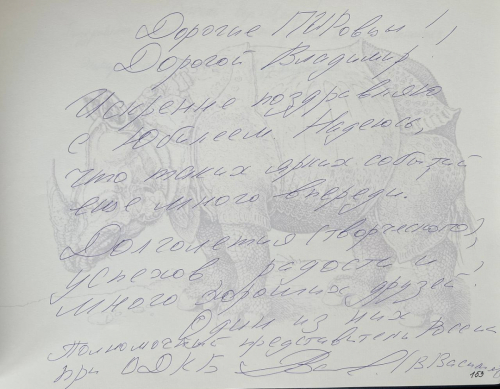 Дорогие ПИРовцы!
Дорогой Владимир!
Искренне поздравляю
с Юбилеем. Надеюсь,
что таких ярких событий
еще много впереди.
Долголетия (творческого),
успехов радости и
много хороших друзей!
Один из них
Полномочный представитель России
при ОДКБ
163